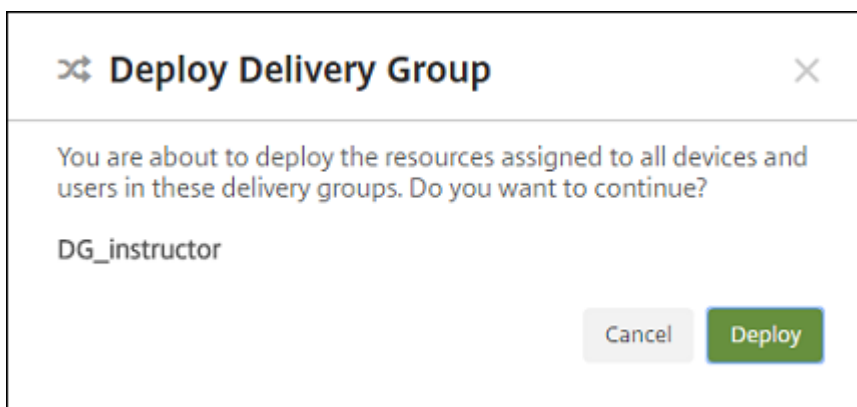 Deploy Delivery Group
You are about to deploy the resources assigned to all devices and
users in these delivery groups. Do you want to continue?
DG_instructor
Cancel Deploy